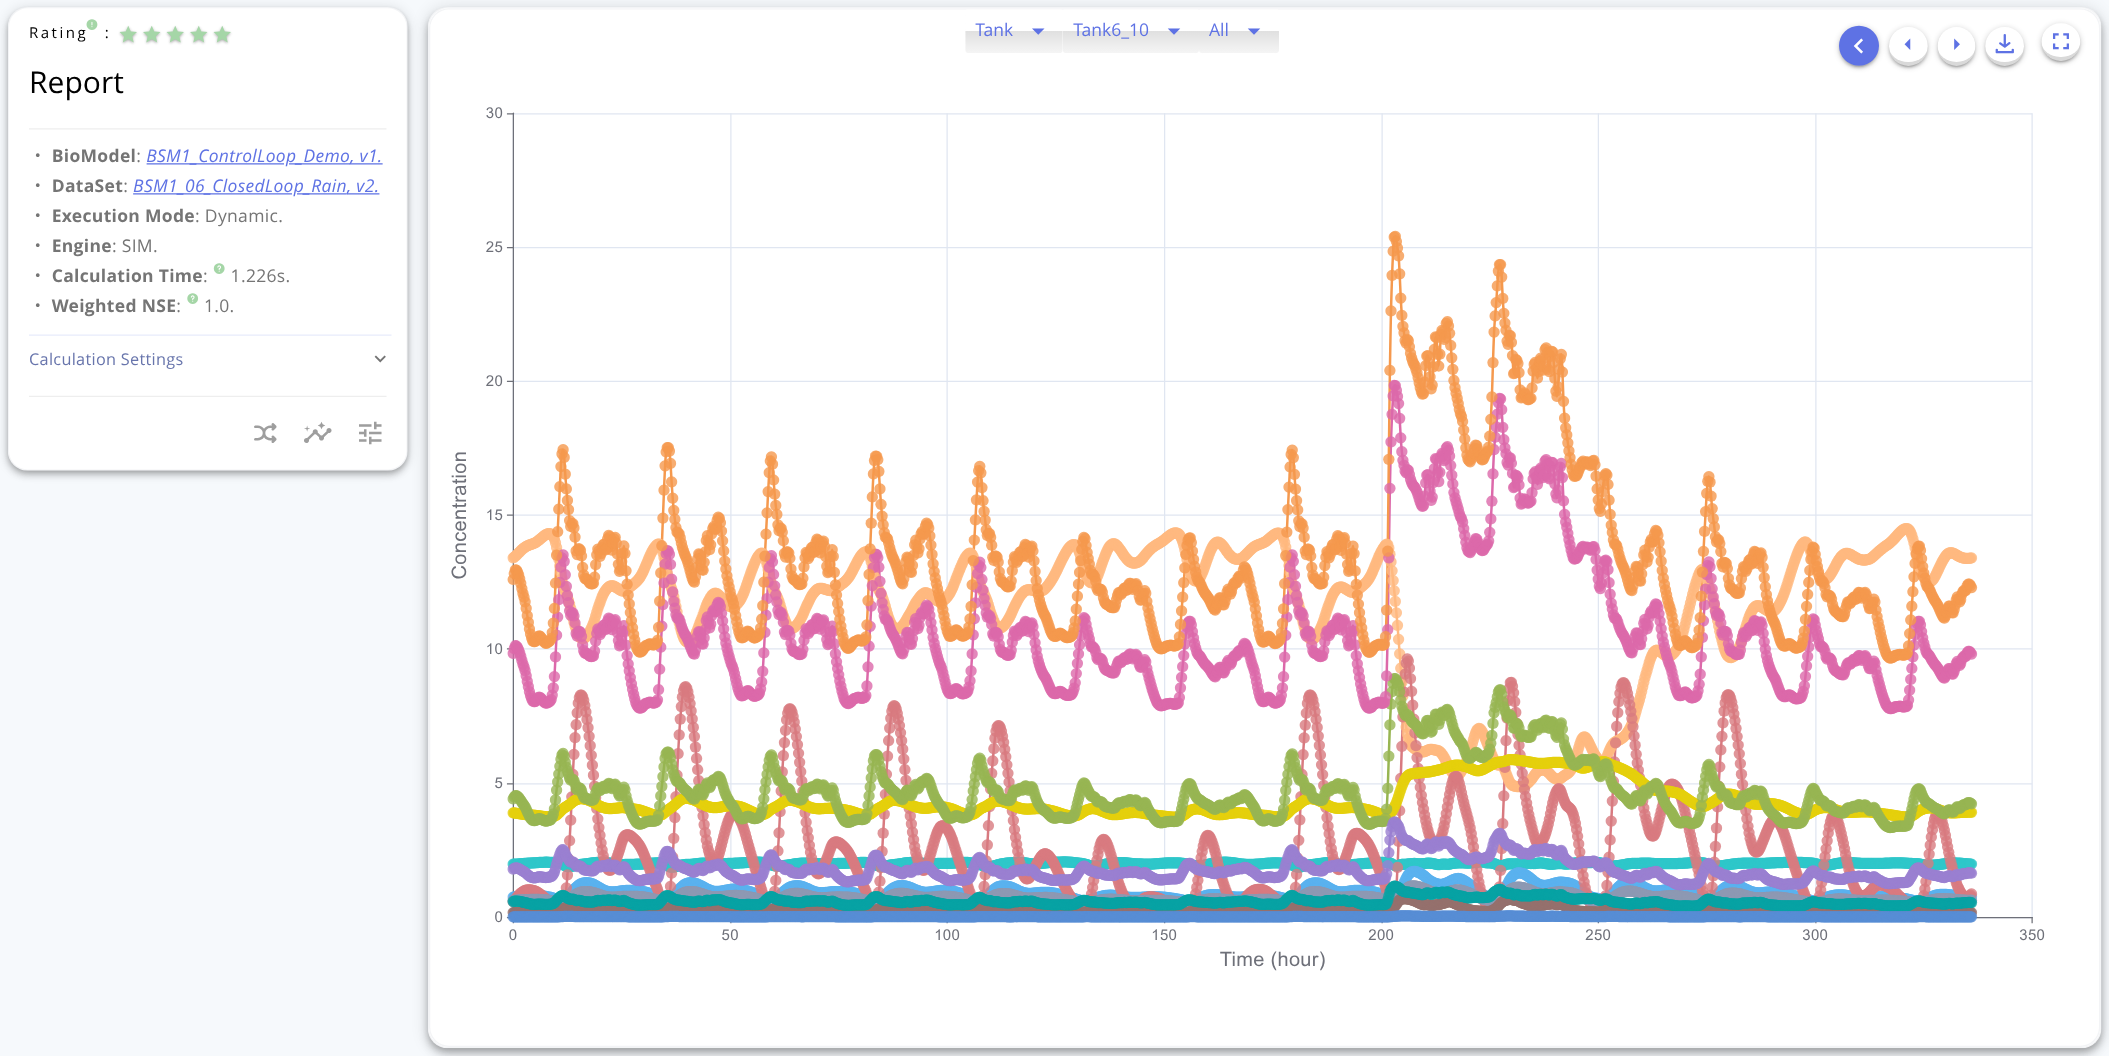 Rating :
Report
BioModel: BSM1_ControlLoop_Demo, v1.
DataSet: BSM1_06_ClosedLoop_Rain, v2.
Execution Mode: Dynamic.
Engine: SIM.
Calculation Time: ? 1.226s.
Weighted NSE: ? 1.0.
Calculation Settings
Tank Tank6_10 All
30
25
20
15
10
5
0
Concentration
0 50 100 150 200 250 300 350
Time (hour)